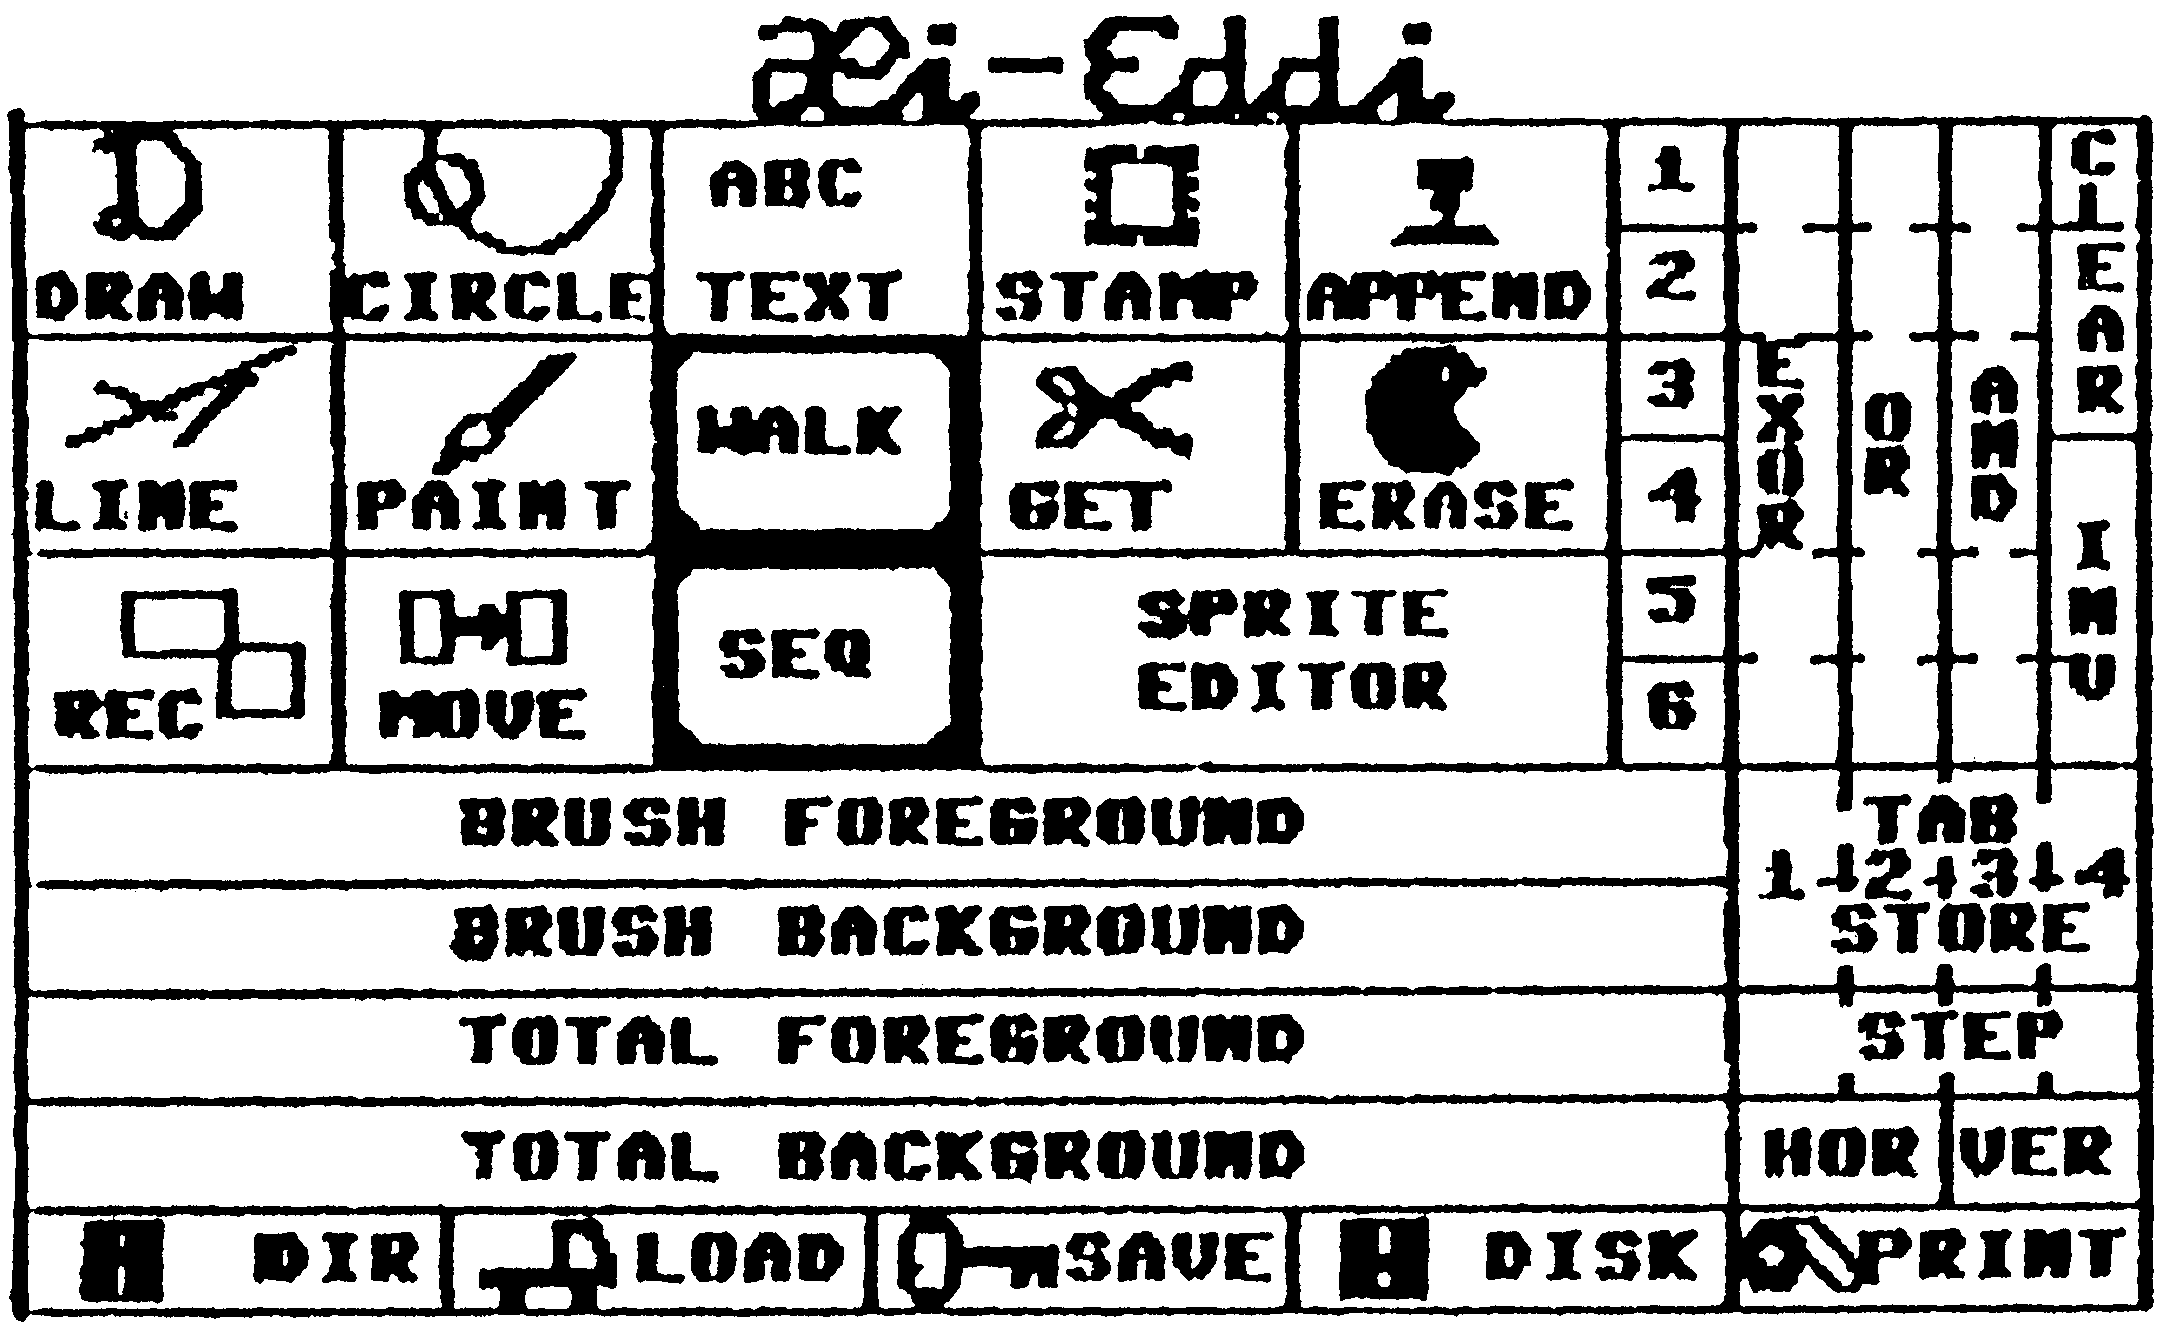 Hi-Eddi
ABC
DRAW CIRCLE TEXT STAMP APPEND
WALK
LINE PAINT GET ERASE
SEQ
REC MOVE
SPRITE
EDITOR
1
2
3
4
5
6
EXOR
OR
AND
CLEAR
INV
BRUSH FOREGROUND
BRUSH BACKGROUND
TOTAL FOREGROUND
TOTAL BACKGROUND
TAB
1 2 3 4
STORE
STEP
HOR VER
DIR LOAD SAVE DISK PRINT